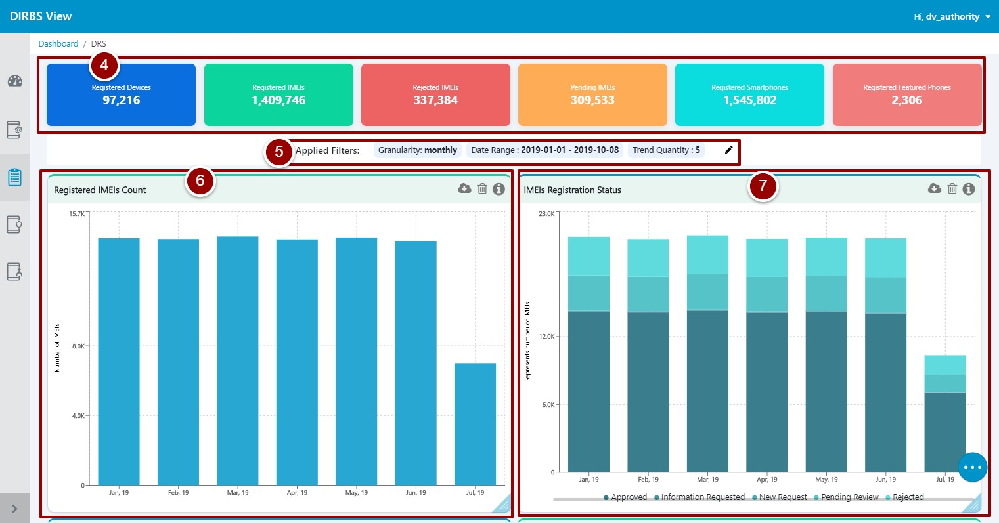 DIRBS View
Hi, dv_authority
Dashboard / DRS
4
Registered Devices
97,216
Registered IMEIs
1,409,746
Rejected IMEIs
337,384
Pending IMEIs
309,533
Registered Smartphones
1,545,802
Registered Featured Phones
2,306
5
Applied Filters: Granularity: monthly Date Range : 2019-01-01 - 2019-10-08 Trend Quantity : 5
6
Registered IMEIs Count
15.7K
8.0K
4.0K
0
Number of IMEIs
Jan, 19 Feb, 19 Mar, 19 Apr, 19 May, 19 Jun, 19 Jul, 19
7
IMEIs Registration Status
23.0K
12.0K
6.0K
0
Represents number of IMEIs
Jan, 19 Feb, 19 Mar, 19 Apr, 19 May, 19 Jun, 19 Jul, 19
Approved Information Requested New Request Pending Review Rejected